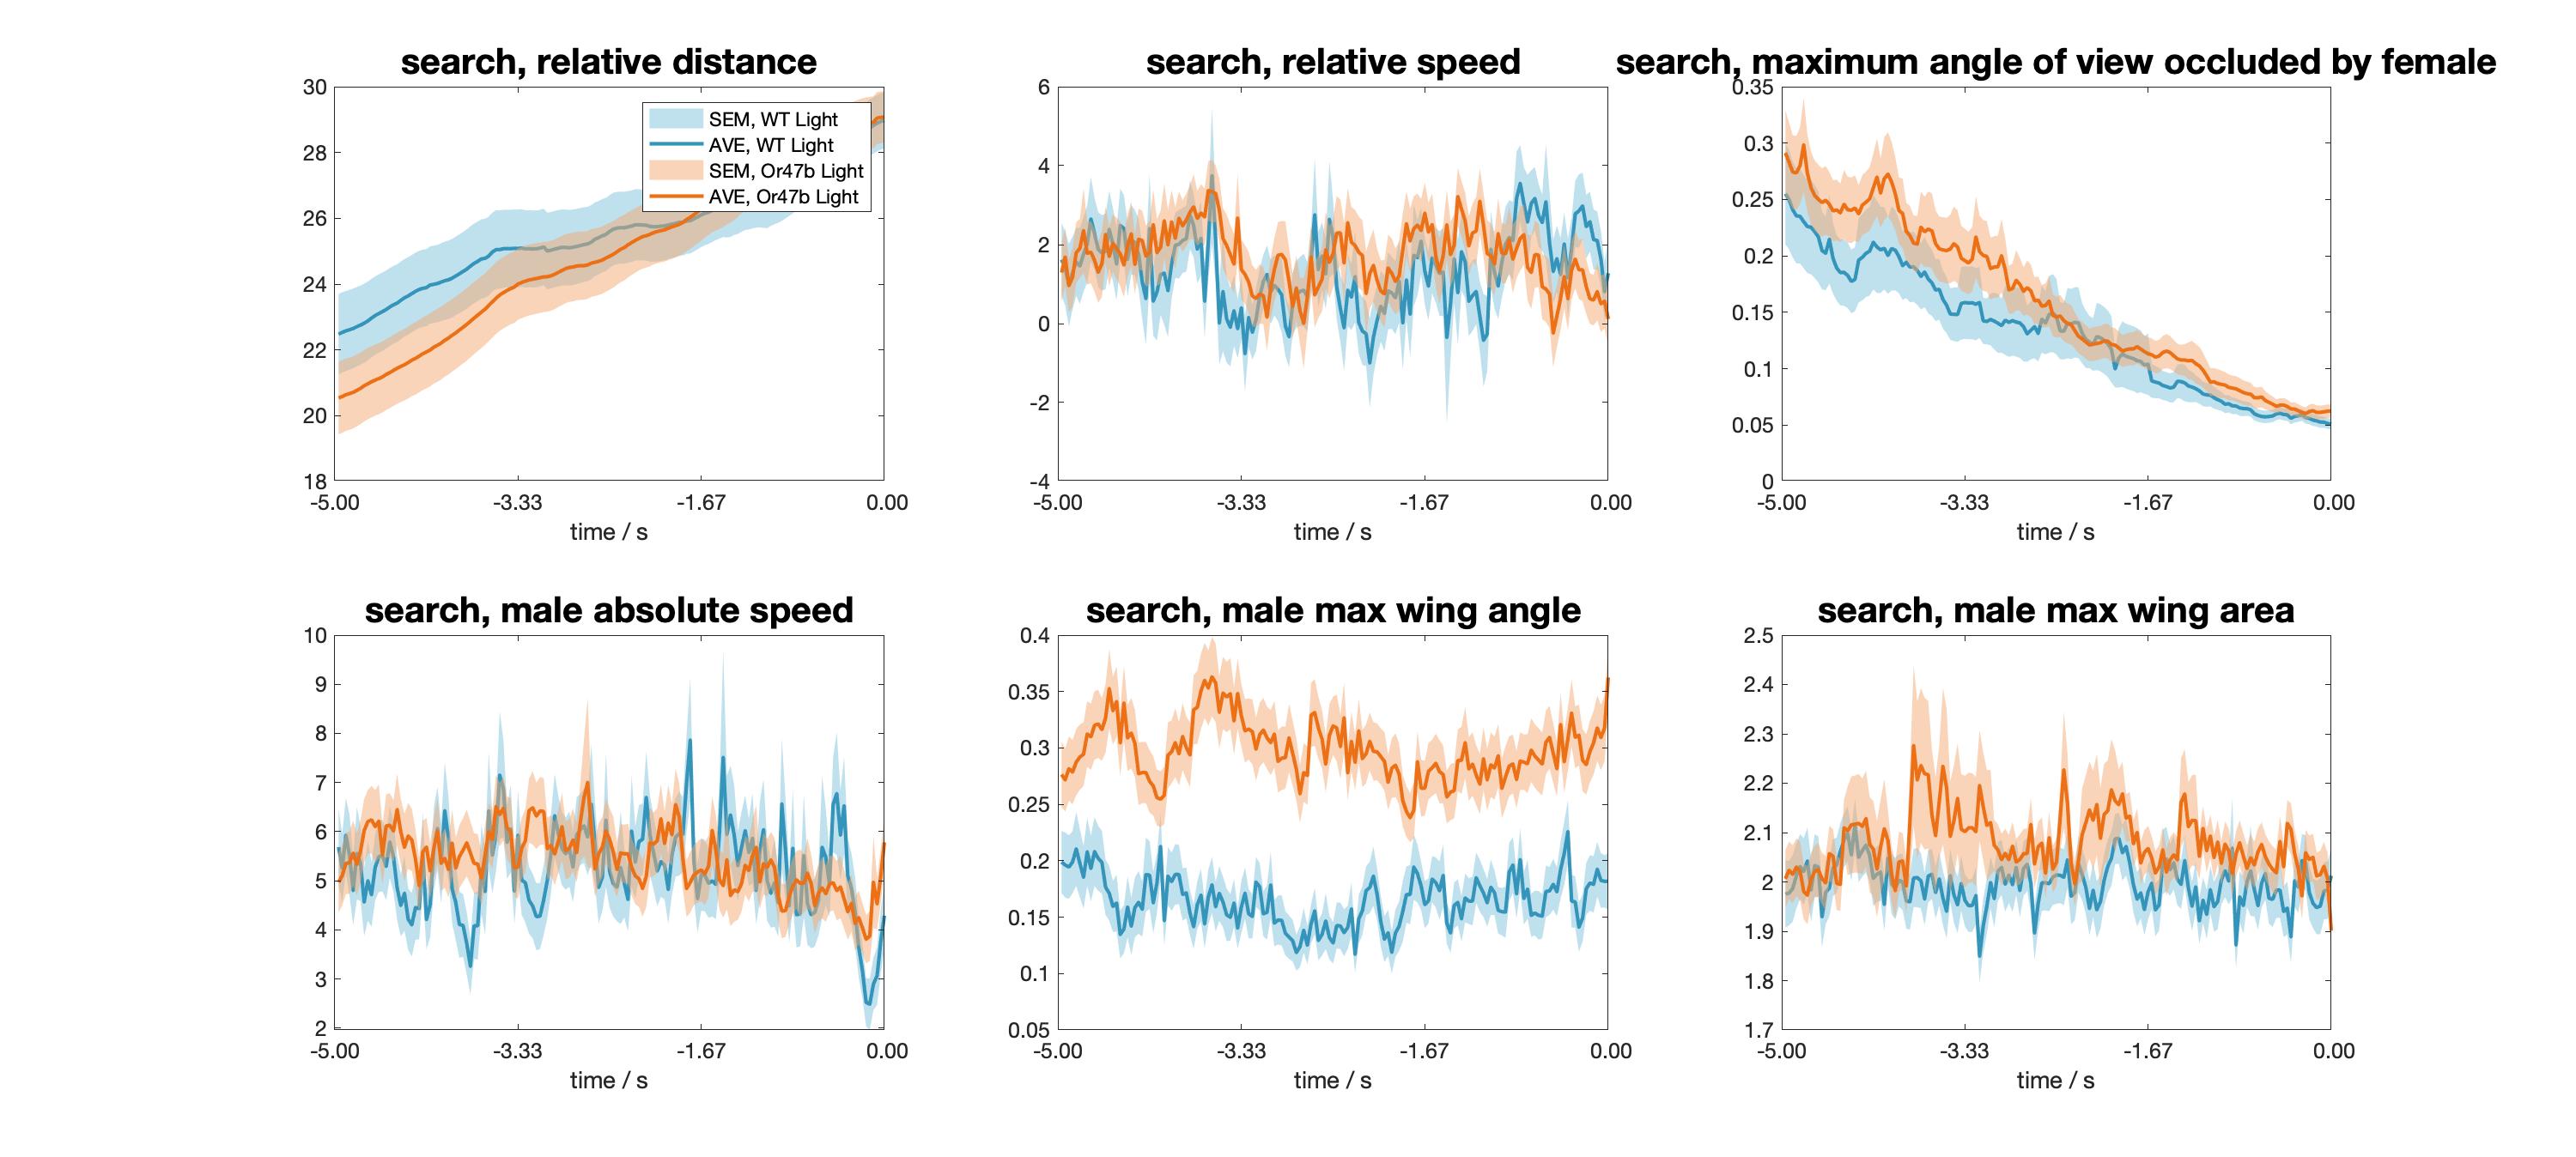 search, relative distance
30
28
26
24
22
20
18
-5.00 -3.33 -1.67 0.00
time / s
SEM, WT Light
AVE, WT Light
SEM, Or47b Light
AVE, Or47b Light
search, relative speed
6
4
2
0
-2
-4
-5.00 -3.33 -1.67 0.00
time / s
search, maximum angle of view occluded by female
0.35
0.3
0.25
0.2
0.15
0.1
0.05
0
-5.00 -3.33 -1.67 0.00
time / s
search, male absolute speed
10
9
8
7
6
5
4
3
2
-5.00 -3.33 -1.67 0.00
time / s
search, male max wing angle
0.4
0.35
0.3
0.25
0.2
0.15
0.1
0.05
-5.00 -3.33 -1.67 0.00
time / s
search, male max wing area
2.5
2.4
2.3
2.2
2.1
2
1.9
1.8
1.7
-5.00 -3.33 -1.67 0.00
time / s